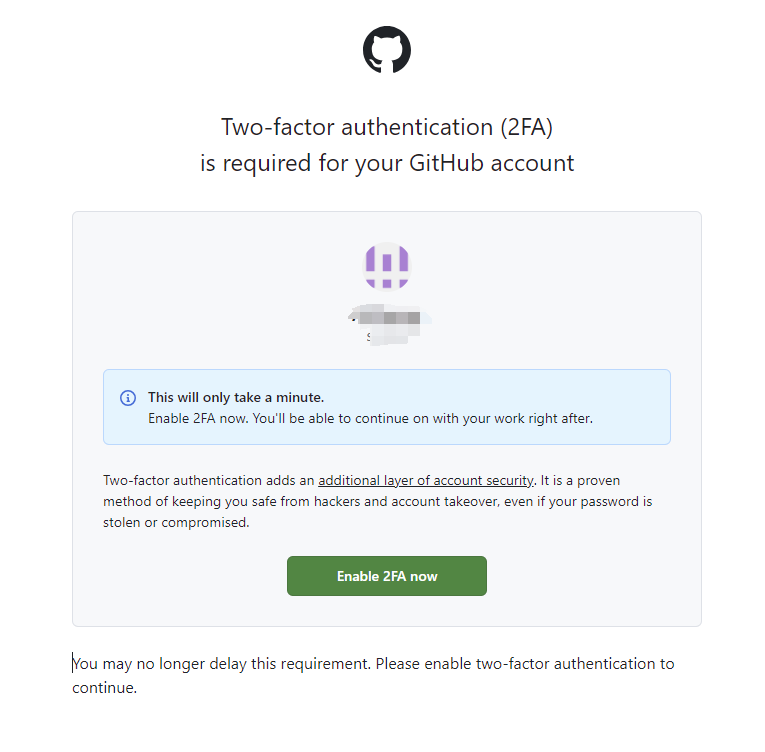 Two-factor authentication (2FA)
is required for your GitHub account
This will only take a minute.
Enable 2FA now. You'll be able to continue on with your work right after.
Two-factor authentication adds an additional layer of account security. It is a proven
method of keeping you safe from hackers and account takeover, even if your password is
stolen or compromised.
Enable 2FA now
You may no longer delay this requirement. Please enable two-factor authentication to
continue.